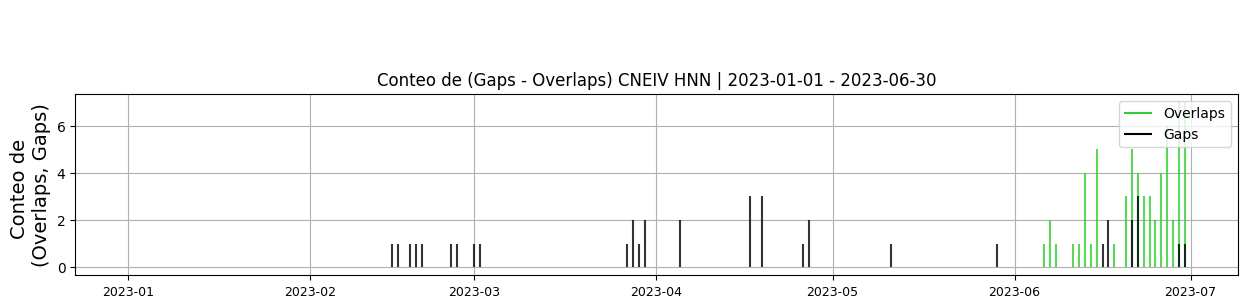 Conteo de (Gaps - Overlaps) CNEIV HNN | 2023-01-01 - 2023-06-30
Conteo de
(Overlaps, Gaps)
6
4
2
0
Overlaps
Gaps
2023-01
2023-02
2023-03
2023-04
2023-05
2023-06
2023-07